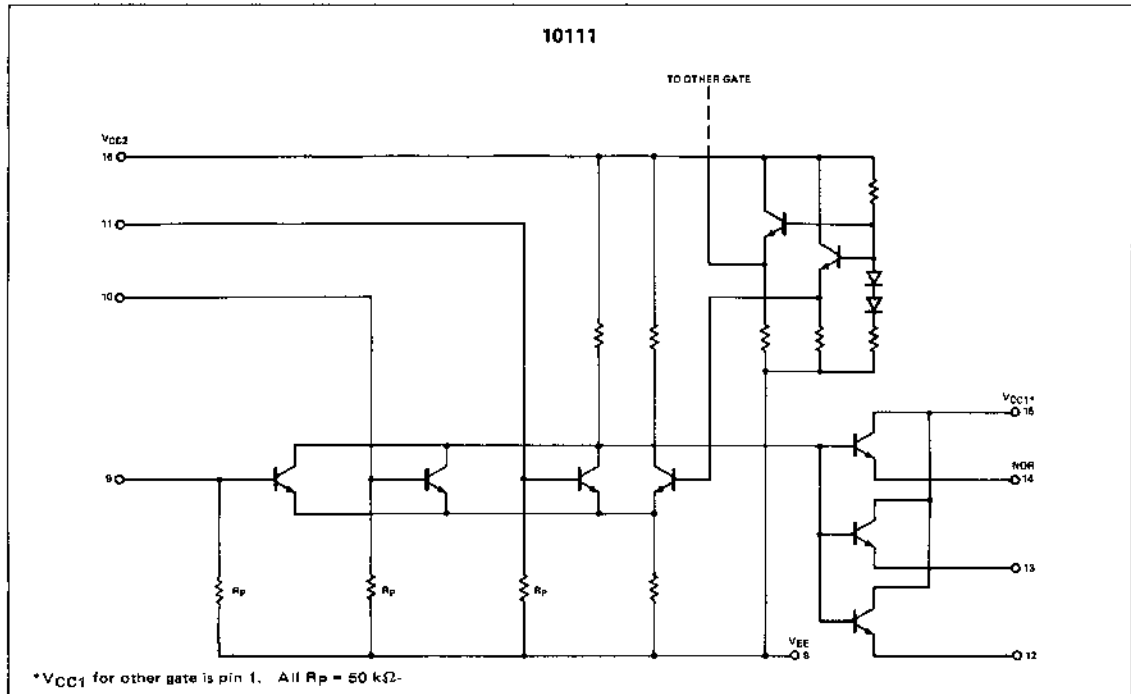 10111
TO OTHER GATE
VCC2
16
11
10
VCC1*
15
9
NOR
14
13
RP
RP
RP
VEE
8
12
*VCC1 for other gate is pin 1. All RP = 50 kΩ.